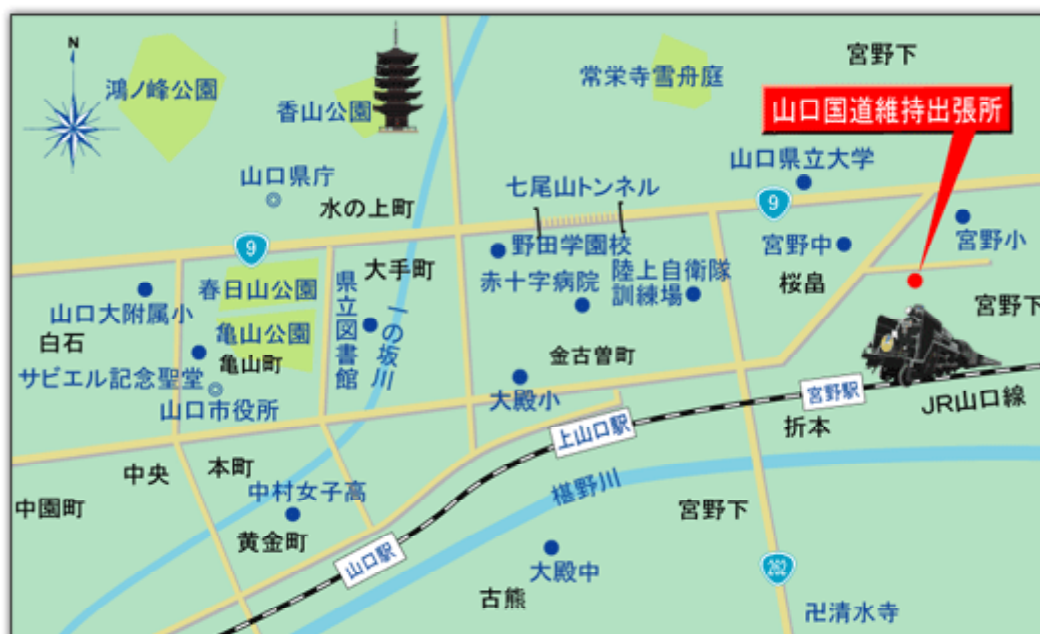 N
宮野下
鴻ノ峰公園
香山公園
常栄寺雪舟庭
山口国道維持出張所
山口県庁
水の上町
七尾山トンネル
山口県立大学
9
9
大手町
野田学園校
宮野中
宮野小
春日山公園
県立図書館
一の坂川
赤十字病院
陸上自衛隊
訓練場
桜畠
宮野下
山口大附属小
白石
亀山公園
亀山町
金古曽町
サビエル記念聖堂
山口市役所
大殿小
宮野駅
JR山口線
上山口駅
折本
中央
本町
中園町
中村女子高
椹野川
宮野下
黄金町
山口駅
大殿中
古熊
262
卍清水寺